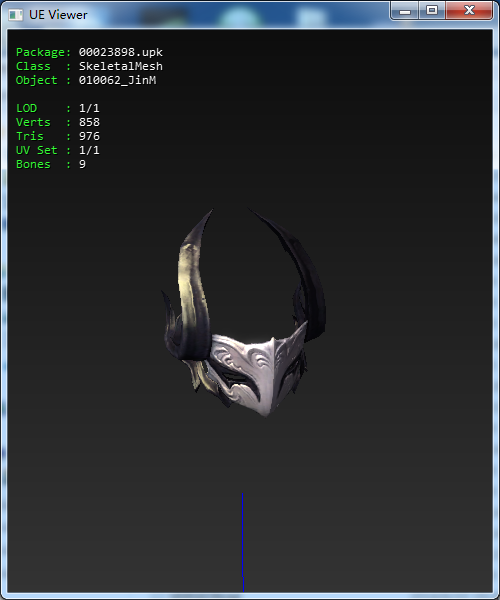 UE Viewer
Package: 00023898.upk
Class : SkeletalMesh
Object : 010062_JinM
LOD : 1/1
Verts : 858
Tris : 976
UV Set : 1/1
Bones : 9